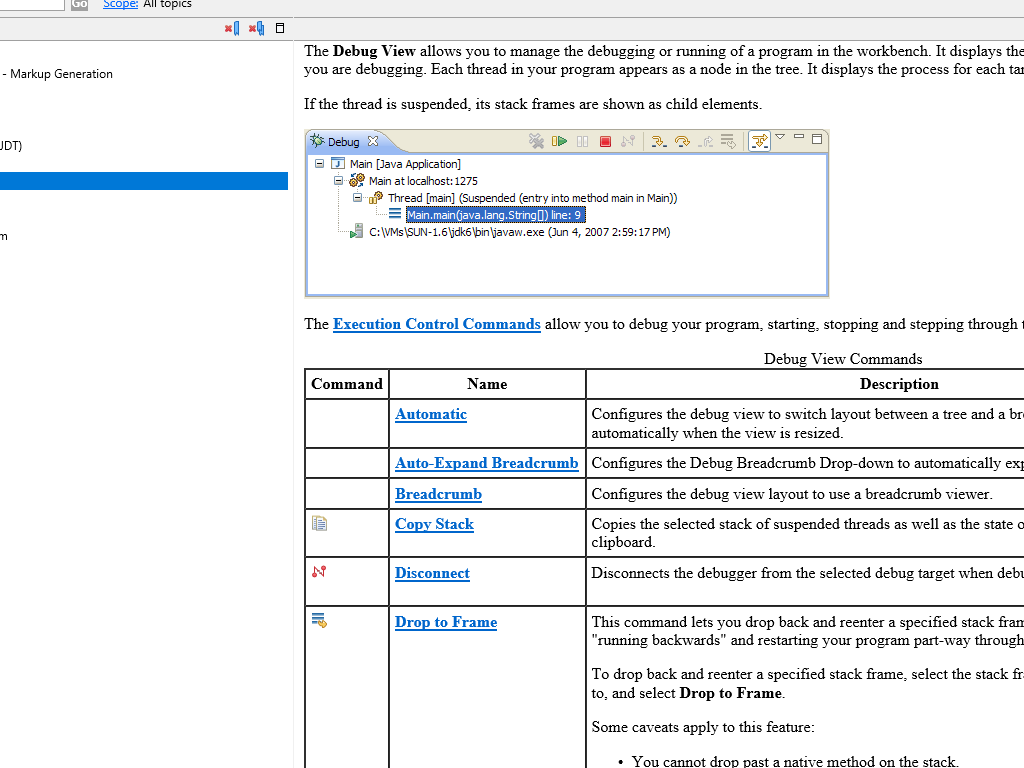 Go Scope: All topics
- Markup Generation
JDT)
m
The Debug View allows you to manage the debugging or running of a program in the workbench. It displays the
you are debugging. Each thread in your program appears as a node in the tree. It displays the process for each tar
If the thread is suspended, its stack frames are shown as child elements.
Debug
Main [Java Application]
Main at localhost:1275
Thread [main] (Suspended (entry into method main in Main))
Main.main(java.lang.String[]) line: 9
C:\VMs\SUN-1.6\jdk6\bin\javaw.exe (Jun 4, 2007 2:59:17 PM)
The Execution Control Commands allow you to debug your program, starting, stopping and stepping through t
Debug View Commands
Command Name Description
Automatic Configures the debug view to switch layout between a tree and a br
automatically when the view is resized.
Auto-Expand Breadcrumb Configures the Debug Breadcrumb Drop-down to automatically exp
Breadcrumb Configures the debug view layout to use a breadcrumb viewer.
Copy Stack Copies the selected stack of suspended threads as well as the state o
clipboard.
Disconnect Disconnects the debugger from the selected debug target when debu
Drop to Frame This command lets you drop back and reenter a specified stack fram
"running backwards" and restarting your program part-way through
To drop back and reenter a specified stack frame, select the stack fr
to, and select Drop to Frame.
Some caveats apply to this feature:
• You cannot drop past a native method on the stack.